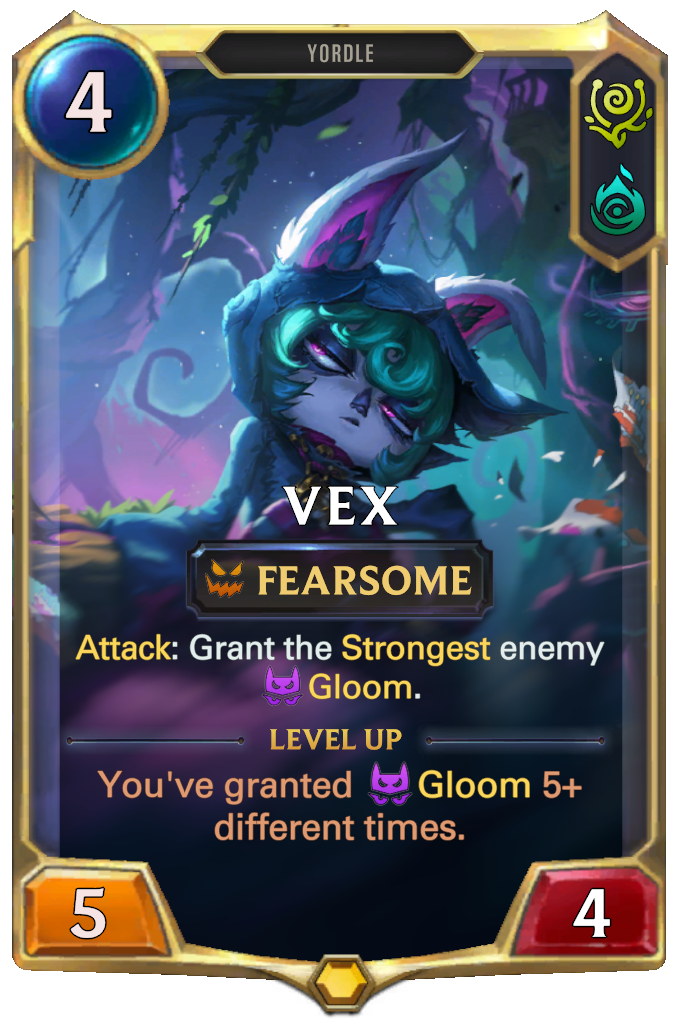 YORDLE
4
VEX
FEARSOME
Attack: Grant the Strongest enemy
Gloom.
LEVEL UP
You've granted Gloom 5+
different times.
5
4